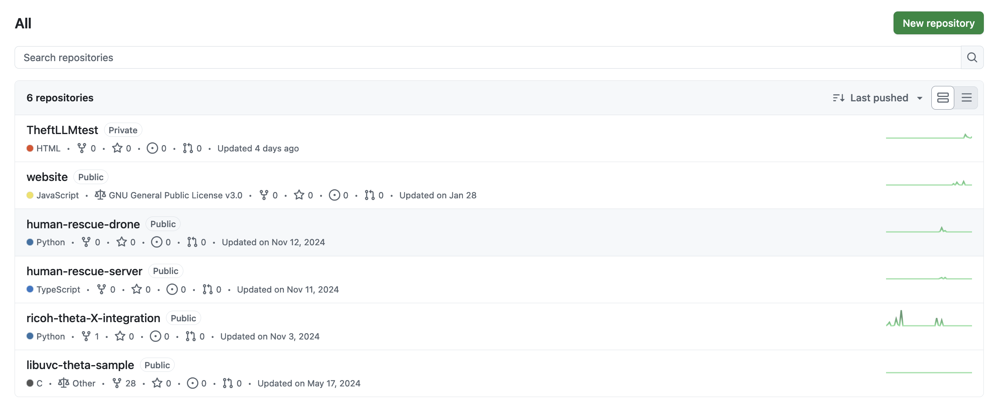 All
New repository
Search repositories
6 repositories
Last pushed
TheftLLMtest Private
HTML · 0 · 0 · 0 · 0 · Updated 4 days ago
website Public
JavaScript · GNU General Public License v3.0 · 0 · 0 · 0 · 0 · Updated on Jan 28
human-rescue-drone Public
Python · 0 · 0 · 0 · 0 · Updated on Nov 12, 2024
human-rescue-server Public
TypeScript · 0 · 0 · 0 · 0 · Updated on Nov 11, 2024
ricoh-theta-X-integration Public
Python · 1 · 0 · 0 · 0 · Updated on Nov 3, 2024
libuvc-theta-sample Public
C · Other · 28 · 0 · 0 · 0 · Updated on May 17, 2024